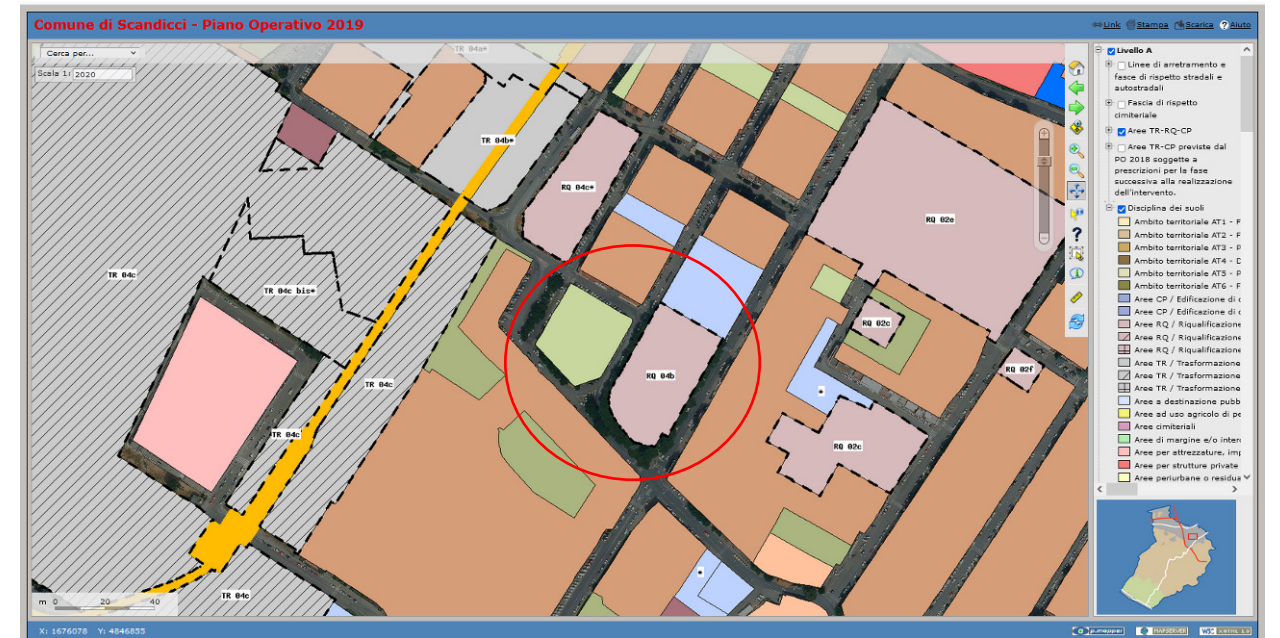 Comune di Scandicci - Piano Operativo 2019
Link Stampa Scarica ? Aiuto
Cerca per...
Scala 1: 2020
TR 04a*
TR 04b*
RQ 04c*
RQ 02e
TR 04c
TR 04c bis*
RQ 02c
RQ 02f
RQ 04b
TR 04c
*
TR 04c
RQ 02c
*
TR 04c
m 0 20 40
Livello A
Linee di arretramento e
fasce di rispetto stradali e
autostradali
Fascia di rispetto
cimiteriale
Aree TR-RQ-CP
Aree TR-CP previste dal
PO 2018 soggette a
prescrizioni per la fase
successiva alla realizzazione
dell'intervento.
Disciplina dei suoli
Ambito territoriale AT1 - F
Ambito territoriale AT2 - F
Ambito territoriale AT3 - P
Ambito territoriale AT4 - D
Ambito territoriale AT5 - P
Ambito territoriale AT6 - F
Aree CP / Edificazione di c
Aree CP / Edificazione di c
Aree RQ / Riqualificazione
Aree RQ / Riqualificazione
Aree RQ / Riqualificazione
Aree TR / Trasformazione
Aree TR / Trasformazione
Aree TR / Trasformazione
Aree a destinazione pubb
Aree ad uso agricolo di pe
Aree cimiteriali
Aree di margine e/o interc
Aree per attrezzature, imp
Aree per strutture private
Aree periurbane o residua
X: 1676078 Y: 4846855
p.mapper MAPSERVER W3C XHTML 1.0